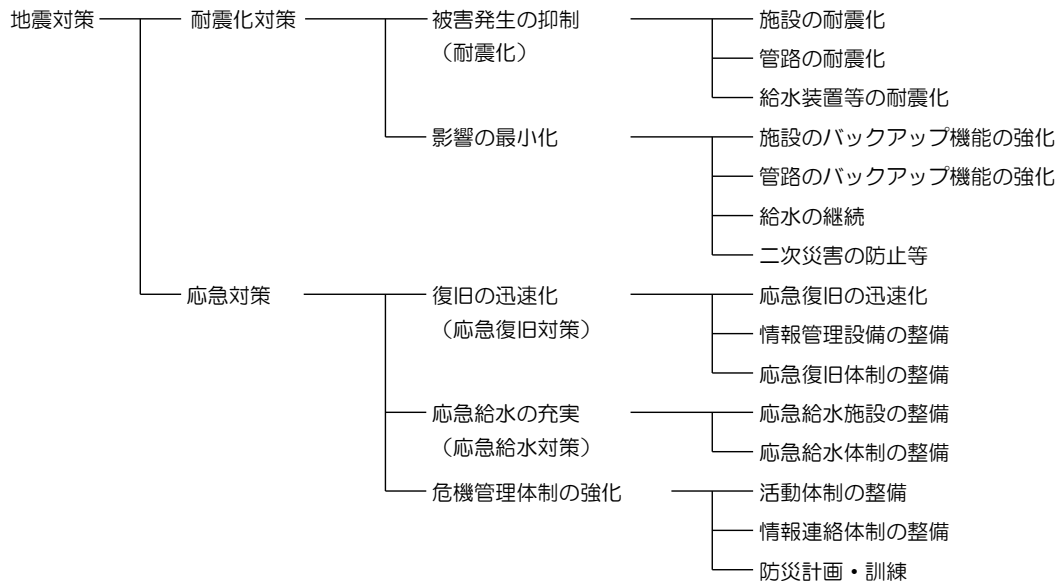 地震対策 耐震化対策 被害発生の抑制 施設の耐震化
（耐震化） 管路の耐震化
給水装置等の耐震化
影響の最小化 施設のバックアップ機能の強化
管路のバックアップ機能の強化
給水の継続
二次災害の防止等
応急対策 復旧の迅速化 応急復旧の迅速化
（応急復旧対策） 情報管理設備の整備
応急復旧体制の整備
応急給水の充実 応急給水施設の整備
（応急給水対策） 応急給水体制の整備
危機管理体制の強化 活動体制の整備
情報連絡体制の整備
防災計画・訓練